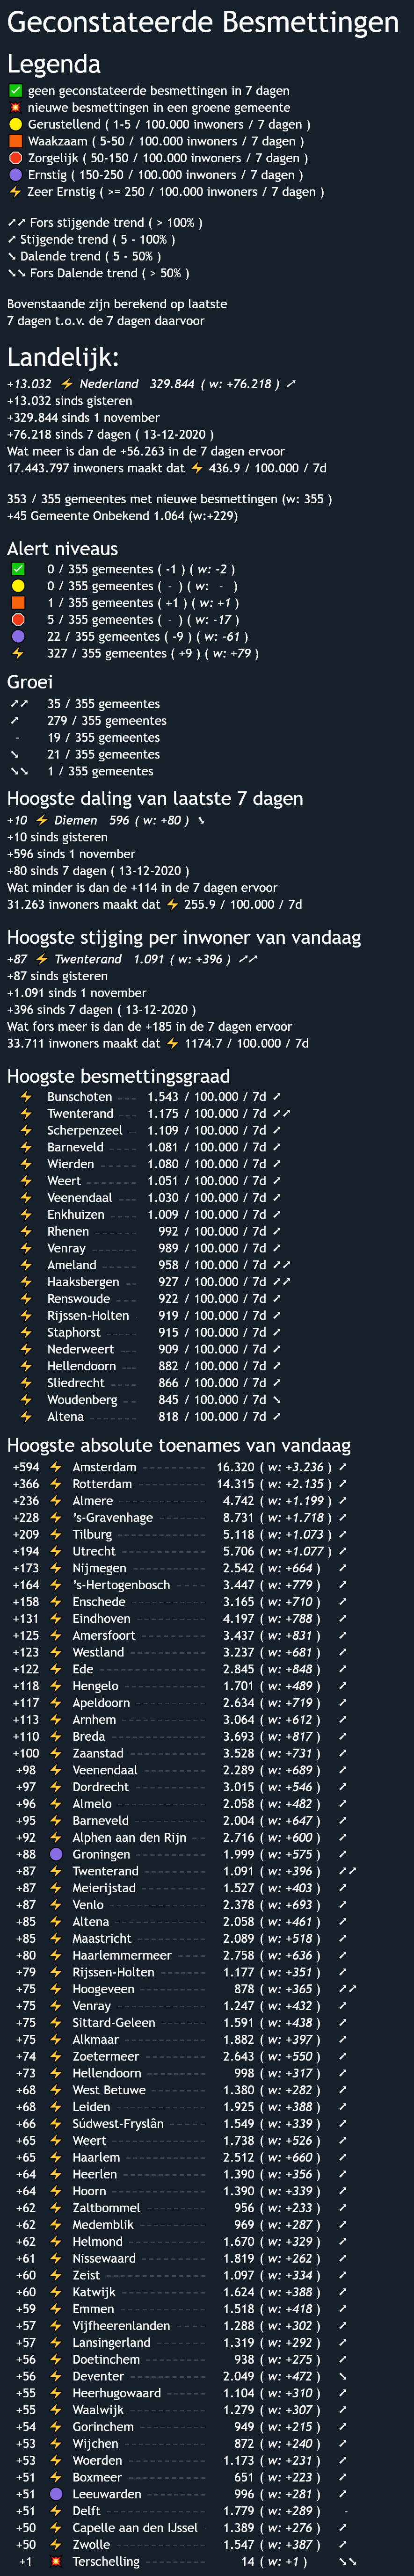 Geconstateerde Besmettingen
Legenda
✅ geen geconstateerde besmettingen in 7 dagen
💥 nieuwe besmettingen in een groene gemeente
🟡 Gerustellend ( 1-5 / 100.000 inwoners / 7 dagen )
🟧 Waakzaam ( 5-50 / 100.000 inwoners / 7 dagen )
🛑 Zorgelijk ( 50-150 / 100.000 inwoners / 7 dagen )
🟣 Ernstig ( 150-250 / 100.000 inwoners / 7 dagen )
⚡ Zeer Ernstig ( >= 250 / 100.000 inwoners / 7 dagen )
➚➚ Fors stijgende trend ( > 100% )
➚ Stijgende trend ( 5 - 100% )
➘ Dalende trend ( 5 - 50% )
➘➘ Fors Dalende trend ( > 50% )
Bovenstaande zijn berekend op laatste
7 dagen t.o.v. de 7 dagen daarvoor
Landelijk:
+13.032 ⚡ Nederland 329.844 ( w: +76.218 ) ➚
+13.032 sinds gisteren
+329.844 sinds 1 november
+76.218 sinds 7 dagen ( 13-12-2020 )
Wat meer is dan de +56.263 in de 7 dagen ervoor
17.443.797 inwoners maakt dat ⚡ 436.9 / 100.000 / 7d
353 / 355 gemeentes met nieuwe besmettingen (w: 355 )
+45 Gemeente Onbekend 1.064 (w:+229)
Alert niveaus
✅ 0 / 355 gemeentes ( -1 ) ( w: -2 )
🟡 0 / 355 gemeentes ( - ) ( w: - )
🟧 1 / 355 gemeentes ( +1 ) ( w: +1 )
🛑 5 / 355 gemeentes ( - ) ( w: -17 )
🟣 22 / 355 gemeentes ( -9 ) ( w: -61 )
⚡ 327 / 355 gemeentes ( +9 ) ( w: +79 )
Groei
➚➚ 35 / 355 gemeentes
➚ 279 / 355 gemeentes
- 19 / 355 gemeentes
➘ 21 / 355 gemeentes
➘➘ 1 / 355 gemeentes
Hoogste daling van laatste 7 dagen
+10 ⚡ Diemen 596 ( w: +80 ) ➘
+10 sinds gisteren
+596 sinds 1 november
+80 sinds 7 dagen ( 13-12-2020 )
Wat minder is dan de +114 in de 7 dagen ervoor
31.263 inwoners maakt dat ⚡ 255.9 / 100.000 / 7d
Hoogste stijging per inwoner van vandaag
+87 ⚡ Twenterand 1.091 ( w: +396 ) ➚➚
+87 sinds gisteren
+1.091 sinds 1 november
+396 sinds 7 dagen ( 13-12-2020 )
Wat fors meer is dan de +185 in de 7 dagen ervoor
33.711 inwoners maakt dat ⚡ 1174.7 / 100.000 / 7d
Hoogste besmettingsgraad
⚡ Bunschoten ---- 1.543 / 100.000 / 7d ➚
⚡ Twenterand ---- 1.175 / 100.000 / 7d ➚➚
⚡ Scherpenzeel -- 1.109 / 100.000 / 7d ➚
⚡ Barneveld ---- 1.081 / 100.000 / 7d ➚
⚡ Wierden ------ 1.080 / 100.000 / 7d ➚
⚡ Weert -------- 1.051 / 100.000 / 7d ➚
⚡ Veenendaal ---- 1.030 / 100.000 / 7d ➚
⚡ Enkhuizen ---- 1.009 / 100.000 / 7d ➚
⚡ Rhenen ------ 992 / 100.000 / 7d ➚
⚡ Venray ------- 989 / 100.000 / 7d ➚
⚡ Ameland ------ 958 / 100.000 / 7d ➚➚
⚡ Haaksbergen -- 927 / 100.000 / 7d ➚➚
⚡ Renswoude ---- 922 / 100.000 / 7d ➚
⚡ Rijssen-Holten - 919 / 100.000 / 7d ➚
⚡ Staphorst ----- 915 / 100.000 / 7d ➚
⚡ Nederweert ---- 909 / 100.000 / 7d ➚
⚡ Hellendoorn --- 882 / 100.000 / 7d ➚
⚡ Sliedrecht ---- 866 / 100.000 / 7d ➚
⚡ Woudenberg --- 845 / 100.000 / 7d ➘
⚡ Altena ------- 818 / 100.000 / 7d ➚
Hoogste absolute toenames van vandaag
+594 ⚡ Amsterdam 16.320 ( w: +3.236 ) ➚
+366 ⚡ Rotterdam 14.315 ( w: +2.135 ) ➚
+236 ⚡ Almere 4.742 ( w: +1.199 ) ➚
+228 ⚡ 's-Gravenhage 8.731 ( w: +1.718 ) ➚
+209 ⚡ Tilburg 5.118 ( w: +1.073 ) ➚
+194 ⚡ Utrecht 5.706 ( w: +1.077 ) ➚
+173 ⚡ Nijmegen 2.542 ( w: +664 ) ➚
+164 ⚡ 's-Hertogenbosch 3.447 ( w: +779 ) ➚
+158 ⚡ Enschede 3.165 ( w: +710 ) ➚
+131 ⚡ Eindhoven 4.197 ( w: +788 ) ➚
+125 ⚡ Amersfoort 3.437 ( w: +831 ) ➚
+123 ⚡ Westland 3.237 ( w: +681 ) ➚
+122 ⚡ Ede 2.845 ( w: +848 ) ➚
+118 ⚡ Hengelo 1.701 ( w: +489 ) ➚
+117 ⚡ Apeldoorn 2.634 ( w: +719 ) ➚
+113 ⚡ Arnhem 3.064 ( w: +612 ) ➚
+110 ⚡ Breda 3.693 ( w: +817 ) ➚
+100 ⚡ Zaanstad 3.528 ( w: +731 ) ➚
+98 ⚡ Veenendaal 2.289 ( w: +689 ) ➚
+97 ⚡ Dordrecht 3.015 ( w: +546 ) ➚
+96 ⚡ Almelo 2.058 ( w: +482 ) ➚
+95 ⚡ Barneveld 2.004 ( w: +647 ) ➚
+92 ⚡ Alphen aan den Rijn 2.716 ( w: +600 ) ➚
+88 🟣 Groningen 1.999 ( w: +575 ) ➚
+87 ⚡ Twenterand 1.091 ( w: +396 ) ➚➚
+87 ⚡ Meierijstad 1.527 ( w: +403 ) ➚
+87 ⚡ Venlo 2.378 ( w: +693 ) ➚
+85 ⚡ Altena 2.058 ( w: +461 ) ➚
+85 ⚡ Maastricht 2.089 ( w: +518 ) ➚
+80 ⚡ Haarlemmermeer 2.758 ( w: +636 ) ➚
+79 ⚡ Rijssen-Holten 1.177 ( w: +351 ) ➚
+75 ⚡ Hoogeveen 878 ( w: +365 ) ➚➚
+75 ⚡ Venray 1.247 ( w: +432 ) ➚
+75 ⚡ Sittard-Geleen 1.591 ( w: +438 ) ➚
+75 ⚡ Alkmaar 1.882 ( w: +397 ) ➚
+74 ⚡ Zoetermeer 2.643 ( w: +550 ) ➚
+73 ⚡ Hellendoorn 998 ( w: +317 ) ➚
+68 ⚡ West Betuwe 1.380 ( w: +282 ) ➚
+68 ⚡ Leiden 1.925 ( w: +388 ) ➚
+66 ⚡ Súdwest-Fryslân 1.549 ( w: +339 ) ➚
+65 ⚡ Weert 1.738 ( w: +526 ) ➚
+65 ⚡ Haarlem 2.512 ( w: +660 ) ➚
+64 ⚡ Heerlen 1.390 ( w: +356 ) ➚
+64 ⚡ Hoorn 1.390 ( w: +339 ) ➚
+62 ⚡ Zaltbommel 956 ( w: +233 ) ➚
+62 ⚡ Medemblik 969 ( w: +287 ) ➚
+62 ⚡ Helmond 1.670 ( w: +329 ) ➚
+61 ⚡ Nissewaard 1.819 ( w: +262 ) ➚
+60 ⚡ Zeist 1.097 ( w: +334 ) ➚
+60 ⚡ Katwijk 1.624 ( w: +388 ) ➚
+59 ⚡ Emmen 1.518 ( w: +418 ) ➚
+57 ⚡ Vijfheerenlanden 1.288 ( w: +302 ) ➚
+57 ⚡ Lansingerland 1.319 ( w: +292 ) ➚
+56 ⚡ Doetinchem 938 ( w: +275 ) ➚
+56 ⚡ Deventer 2.049 ( w: +472 ) ➘
+55 ⚡ Heerhugowaard 1.104 ( w: +310 ) ➚
+55 ⚡ Waalwijk 1.279 ( w: +307 ) ➚
+54 ⚡ Gorinchem 949 ( w: +215 ) ➚
+53 ⚡ Wijchen 872 ( w: +240 ) ➚
+53 ⚡ Woerden 1.173 ( w: +231 ) ➚
+51 ⚡ Boxmeer 651 ( w: +223 ) ➚
+51 🟣 Leeuwarden 996 ( w: +281 ) ➚
+51 ⚡ Delft 1.779 ( w: +289 ) -
+50 ⚡ Capelle aan den IJssel 1.389 ( w: +276 ) ➚
+50 ⚡ Zwolle 1.547 ( w: +387 ) ➚
+1 💥 Terschelling 14 ( w: +1 ) ➘➘